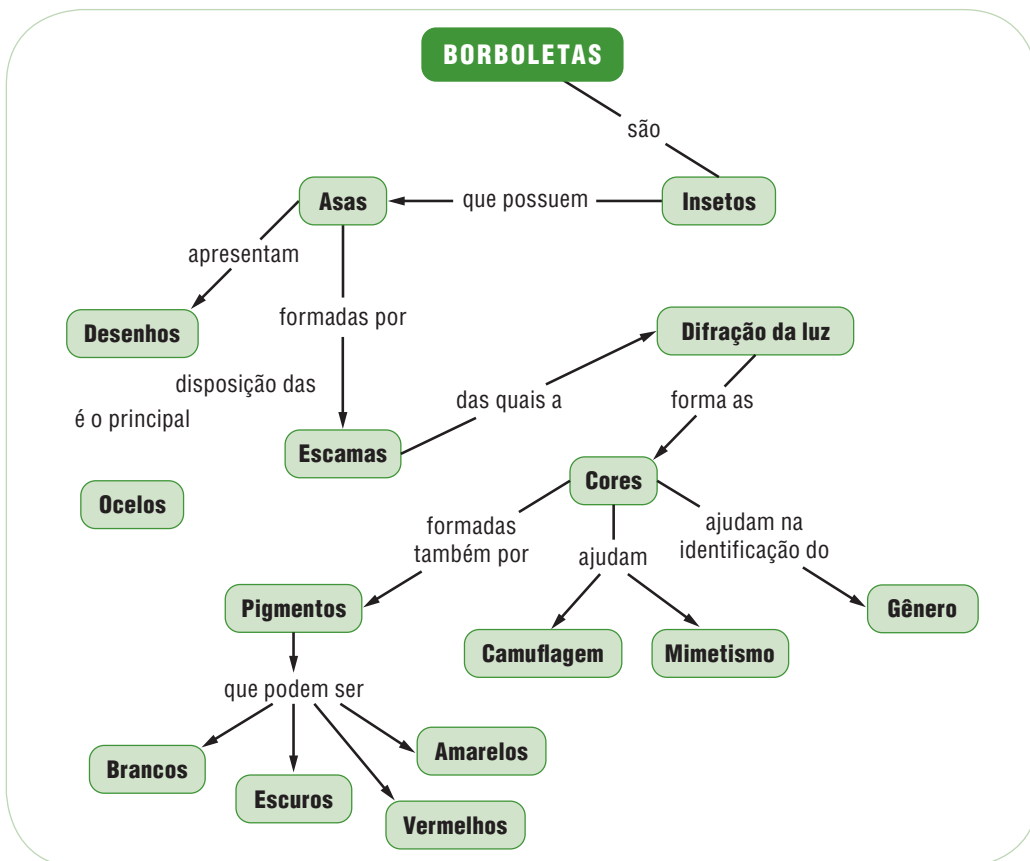 BORBOLETAS
são
Asas
que possuem
Insetos
apresentam
formadas por
Desenhos
Difração da luz
disposição das
é o principal
das quais a
forma as
Escamas
Cores
Ocelos
formadas
também por
ajudam
ajudam na
identificação do
Pigmentos
Camuflagem
Mimetismo
Gênero
que podem ser
Brancos
Escuros
Vermelhos
Amarelos